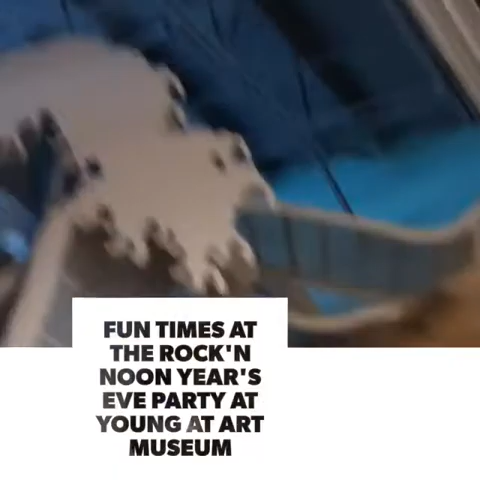 FUN TIMES AT
THE ROCK'N
NOON YEAR'S
EVE PARTY AT
YOUNG AT ART
MUSEUM